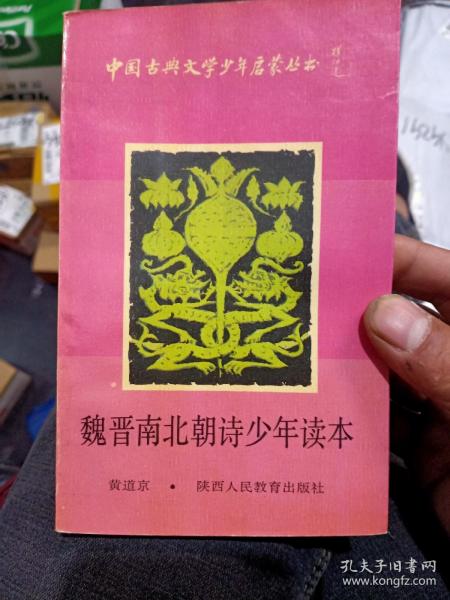 中国古典文学少年启蒙丛书
魏晋南北朝诗少年读本
黄道京 · 陕西人民教育出版社
孔夫子旧书网
www.kongfz.com